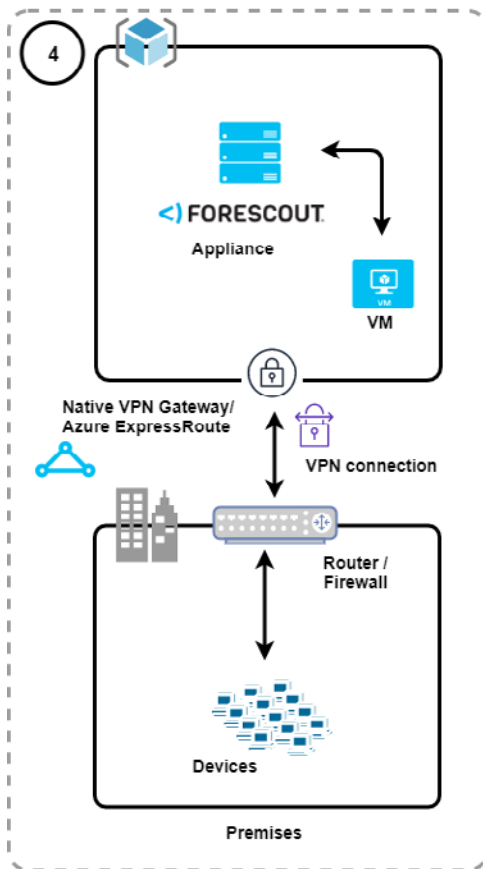 4
<) FORESCOUT.
Appliance
VM
VM
Native VPN Gateway/
Azure ExpressRoute
VPN connection
Router /
Firewall
Devices
Premises